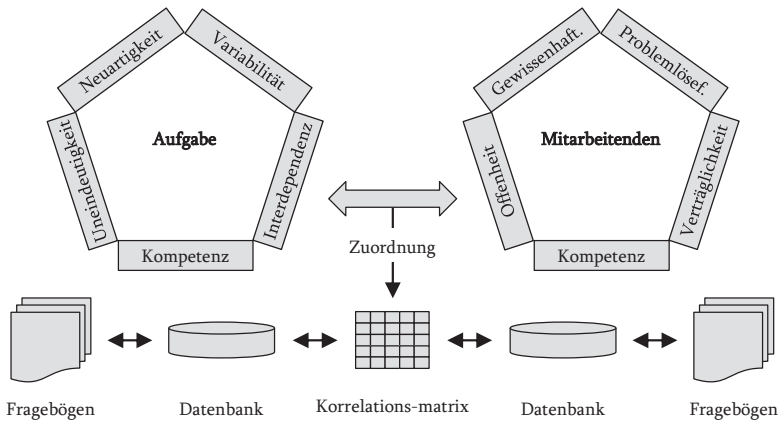 Neuartigkeit
Variabilität
Uneindeutigkeit
Aufgabe
Interdependenz
Kompetenz
Gewissenhaft.
Problemlösef.
Offenheit
Mitarbeitenden
Verträglichkeit
Kompetenz
Zuordnung
Fragebögen
Datenbank
Korrelations-matrix
Datenbank
Fragebögen